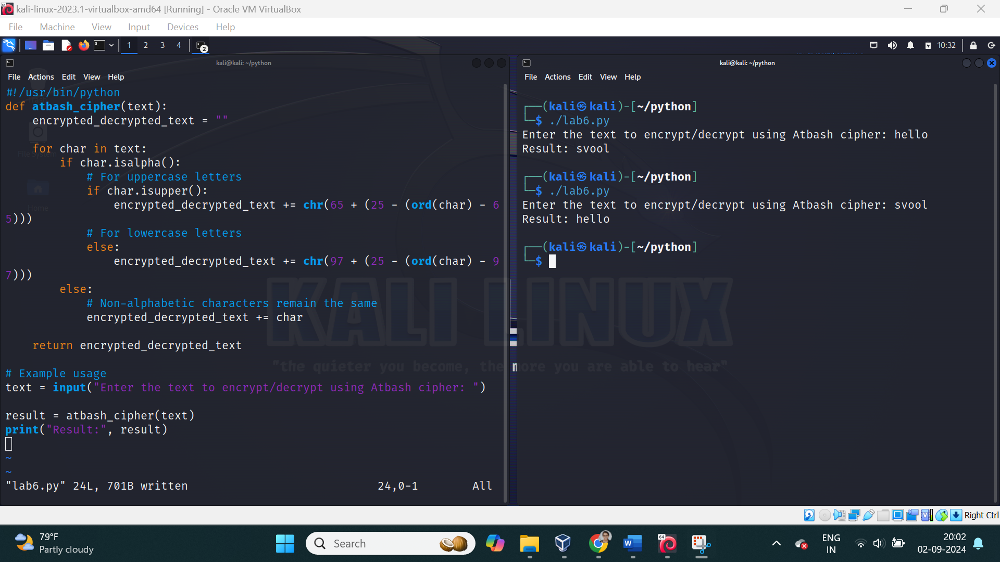 kali-linux-2023.1-virtualbox-amd64 [Running] - Oracle VM VirtualBox
File Machine View Input Devices Help
1 2 3 4 2 10:32
kali@kali: ~/python
File Actions Edit View Help
#!/usr/bin/python
def atbash_cipher(text):
    encrypted_decrypted_text = ""
    for char in text:
        if char.isalpha():
            # For uppercase letters
            if char.isupper():
                encrypted_decrypted_text += chr(65 + (25 - (ord(char) - 6
5)))
            # For lowercase letters
            else:
                encrypted_decrypted_text += chr(97 + (25 - (ord(char) - 9
7)))
        else:
            # Non-alphabetic characters remain the same
            encrypted_decrypted_text += char
    return encrypted_decrypted_text
# Example usage
text = input("Enter the text to encrypt/decrypt using Atbash cipher: ")
result = atbash_cipher(text)
print("Result:", result)
~
~
"lab6.py" 24L, 701B written 24,0-1 All
File System
Home
kali@kali: ~/python
File Actions Edit View Help
┌──(kali㉿kali)-[~/python]
└─$ ./lab6.py
Enter the text to encrypt/decrypt using Atbash cipher: hello
Result: svool
┌──(kali㉿kali)-[~/python]
└─$ ./lab6.py
Enter the text to encrypt/decrypt using Atbash cipher: svool
Result: hello
┌──(kali㉿kali)-[~/python]
└─$
KALI LINUX
"the quieter you become, the more you are able to hear"
Right Ctrl
79°F
Partly cloudy
Search
64
ENG
IN
20:02
02-09-2024